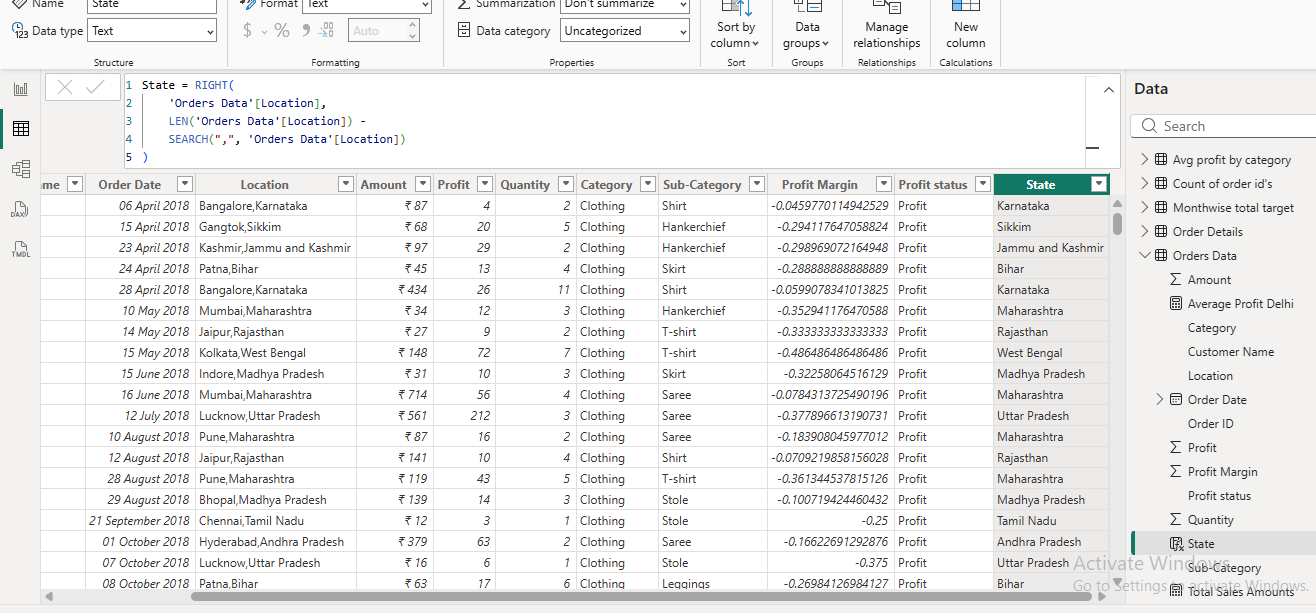 Name State Format Text Summarization Don't summarize
123 Data type Text $ % 9 .00 Auto Data category Uncategorized Sort by column Data groups Manage relationships New column
Structure Formatting Properties Sort Groups Relationships Calculations
1 State = RIGHT(
2 'Orders Data'[Location],
3 LEN('Orders Data'[Location]) -
4 SEARCH(",", 'Orders Data'[Location])
5 )
DAX
TMDL
me Order Date Location Amount Profit Quantity Category Sub-Category Profit Margin Profit status State
06 April 2018 Bangalore,Karnataka ₹ 87 4 2 Clothing Shirt -0.0459770114942529 Profit Karnataka
15 April 2018 Gangtok,Sikkim ₹ 68 20 5 Clothing Hankerchief -0.294117647058824 Profit Sikkim
23 April 2018 Kashmir,Jammu and Kashmir ₹ 97 29 2 Clothing Hankerchief -0.298969072164948 Profit Jammu and Kashmir
24 April 2018 Patna,Bihar ₹ 45 13 4 Clothing Skirt -0.288888888888889 Profit Bihar
28 April 2018 Bangalore,Karnataka ₹ 434 26 11 Clothing Shirt -0.0599078341013825 Profit Karnataka
10 May 2018 Mumbai,Maharashtra ₹ 34 12 3 Clothing Hankerchief -0.352941176470588 Profit Maharashtra
14 May 2018 Jaipur,Rajasthan ₹ 27 9 2 Clothing T-shirt -0.333333333333333 Profit Rajasthan
15 May 2018 Kolkata,West Bengal ₹ 148 72 7 Clothing T-shirt -0.486486486486486 Profit West Bengal
15 June 2018 Indore,Madhya Pradesh ₹ 31 10 3 Clothing Skirt -0.32258064516129 Profit Madhya Pradesh
16 June 2018 Mumbai,Maharashtra ₹ 714 56 4 Clothing Saree -0.0784313725490196 Profit Maharashtra
12 July 2018 Lucknow,Uttar Pradesh ₹ 561 212 3 Clothing Saree -0.377896613190731 Profit Uttar Pradesh
10 August 2018 Pune,Maharashtra ₹ 87 16 2 Clothing Saree -0.183908045977012 Profit Maharashtra
12 August 2018 Jaipur,Rajasthan ₹ 141 10 4 Clothing Shirt -0.0709219858156028 Profit Rajasthan
28 August 2018 Pune,Maharashtra ₹ 119 43 5 Clothing T-shirt -0.361344537815126 Profit Maharashtra
29 August 2018 Bhopal,Madhya Pradesh ₹ 139 14 3 Clothing Stole -0.100719424460432 Profit Madhya Pradesh
21 September 2018 Chennai,Tamil Nadu ₹ 12 3 1 Clothing Stole -0.25 Profit Tamil Nadu
01 October 2018 Hyderabad,Andhra Pradesh ₹ 379 63 2 Clothing Saree -0.16622691292876 Profit Andhra Pradesh
07 October 2018 Lucknow,Uttar Pradesh ₹ 16 6 1 Clothing Stole -0.375 Profit Uttar Pradesh
08 October 2018 Patna,Bihar ₹ 63 17 6 Clothing Leggings -0.26984126984127 Profit Bihar
Data
Search
Avg profit by category
Count of order id's
Monthwise total target
Order Details
Orders Data
Amount
Average Profit Delhi
Category
Customer Name
Location
Order Date
Order ID
Profit
Profit Margin
Profit status
Quantity
State
Sub-Category
Total Sales Amounts
Activate Windows
Go to Settings to activate Windows.